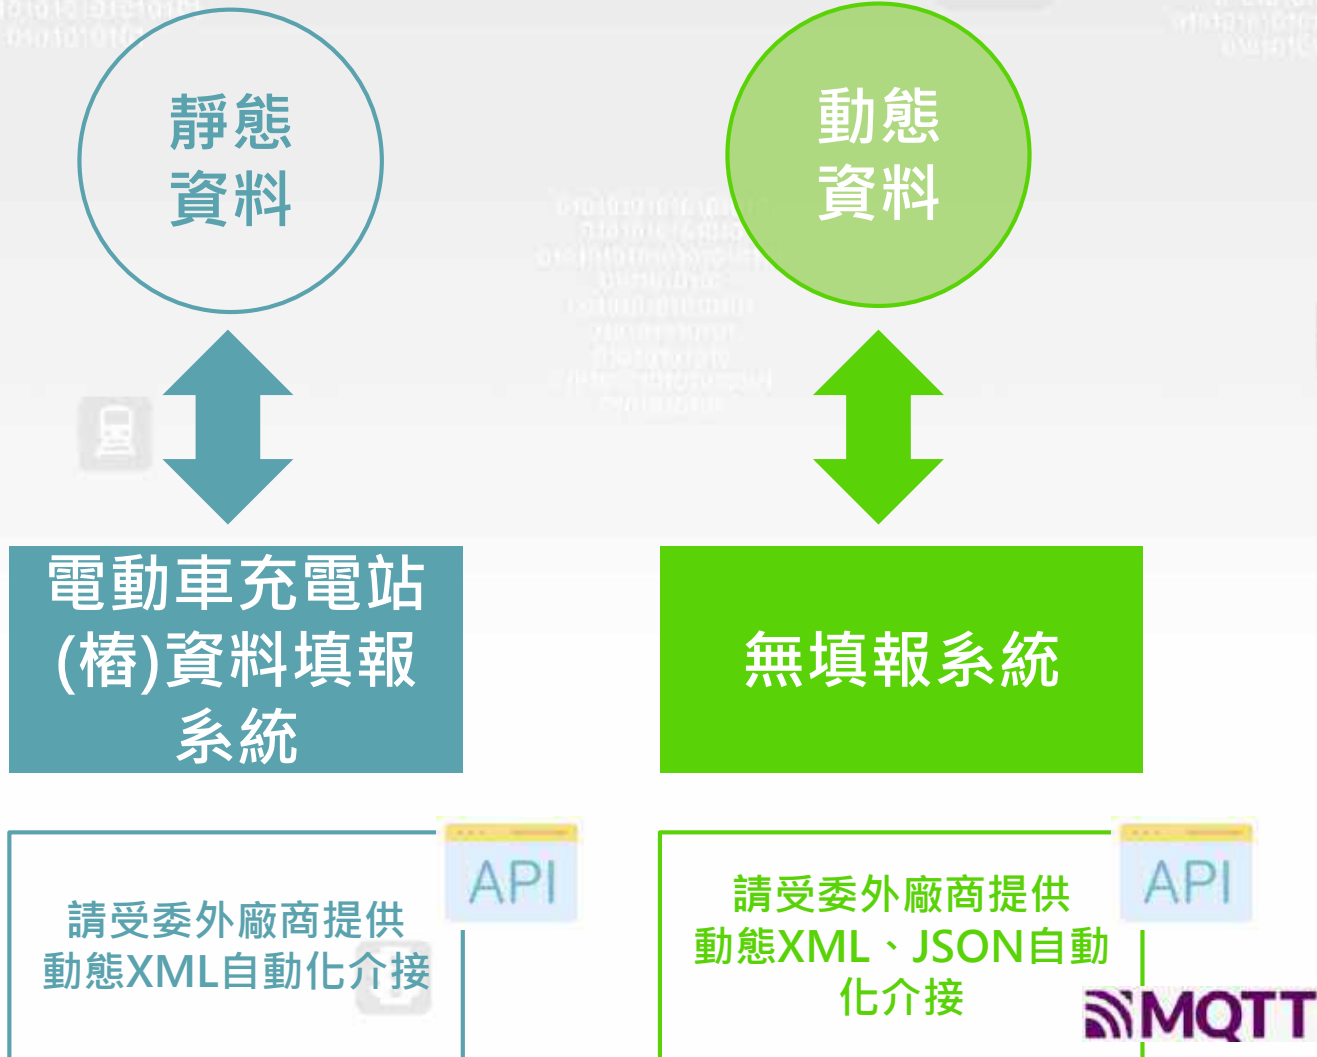 靜態
資料
電動車充電站
(樁)資料填報
系統
API
請受委外廠商提供
動態XML自動化介接
動態
資料
無填報系統
API
請受委外廠商提供
動態XML、JSON自動
化介接
MQTT